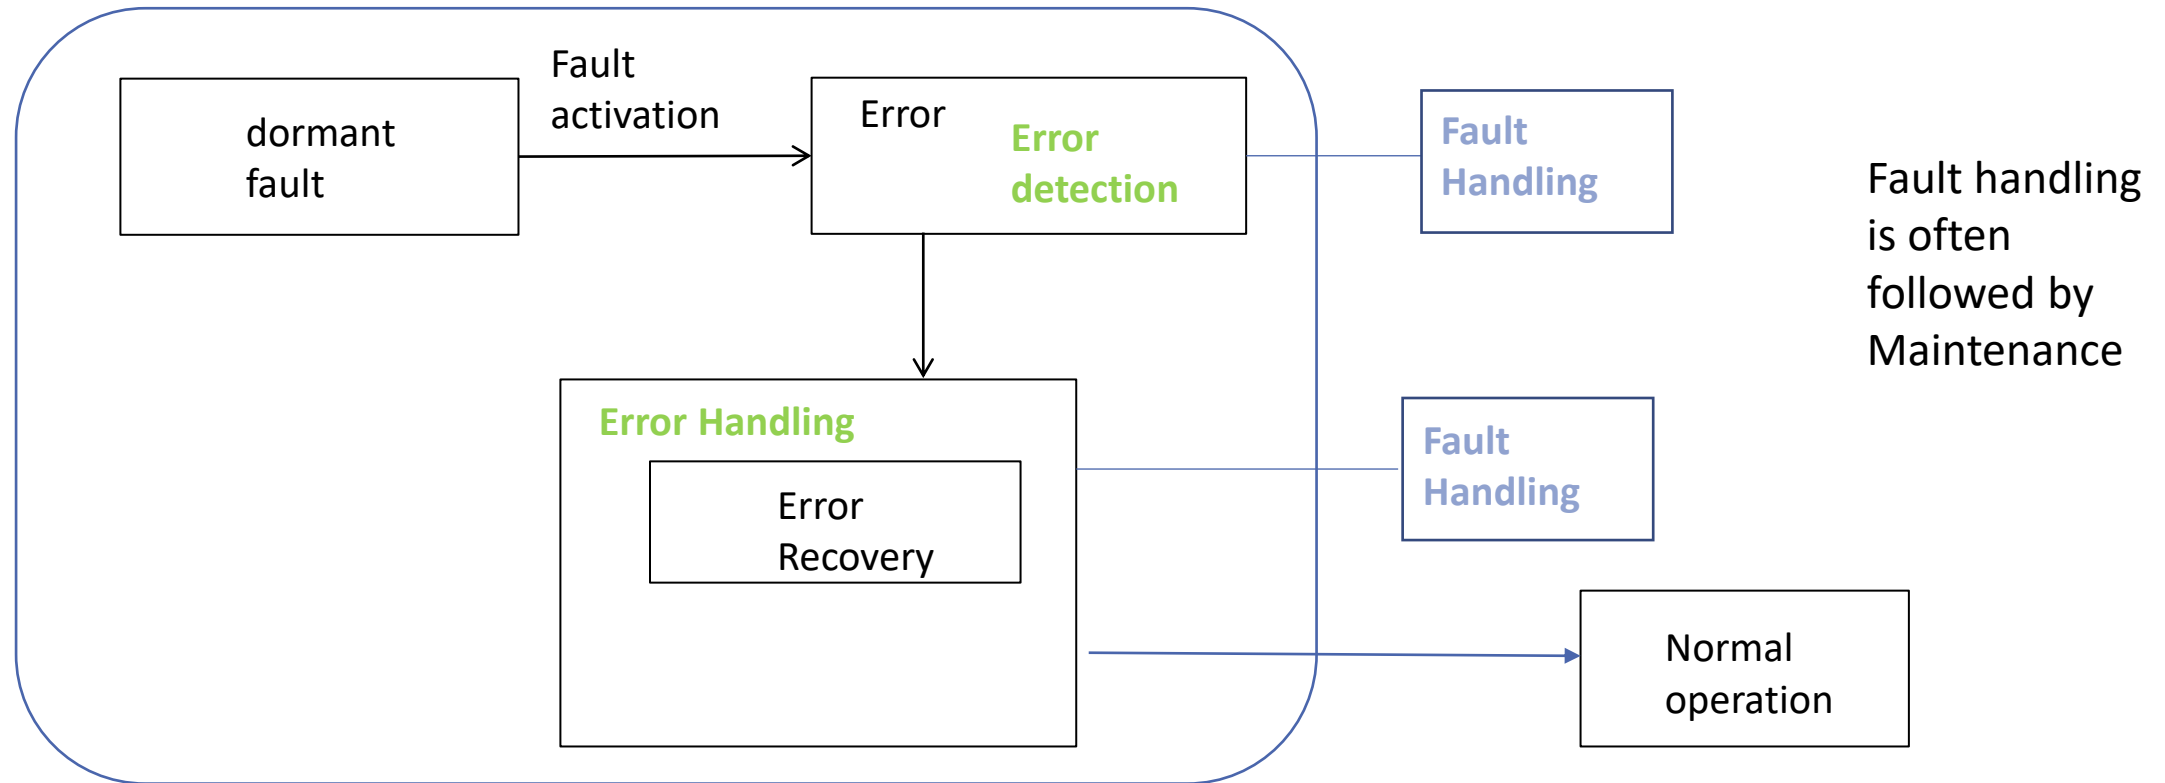 dormant
fault
Fault
activation
Error
Error
detection
Fault
Handling
Fault handling
is often
followed by
Maintenance
Error Handling
Error
Recovery
Fault
Handling
Normal
operation